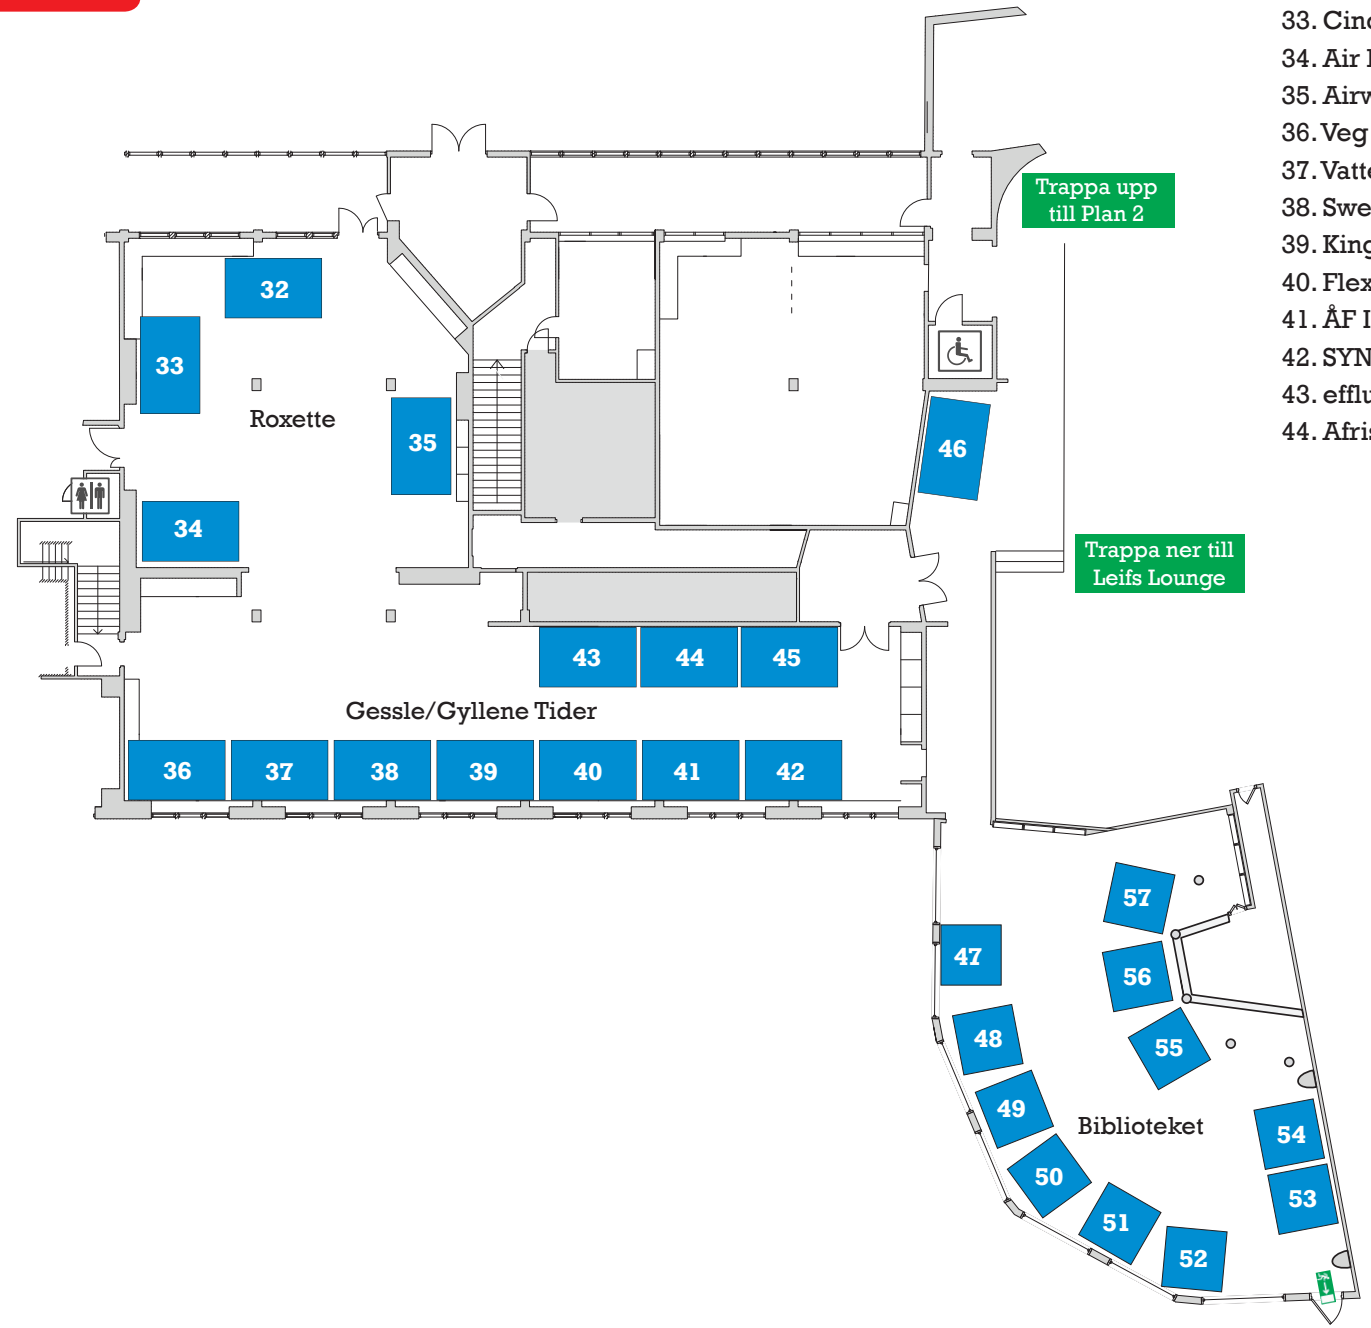 33. Cin
34. Air
35. Air
36. Veg
37. Vatt
38. Swe
39. King
40. Flex
41. ÅF I
42. SYN
43. efflu
44. Afris
Trappa upp
till Plan 2
32
33
Roxette
35
46
34
Trappa ner till
Leifs Lounge
43
44
45
Gessle/Gyllene Tider
36
37
38
39
40
41
42
57
47
56
48
55
49
Biblioteket
54
50
53
51
52